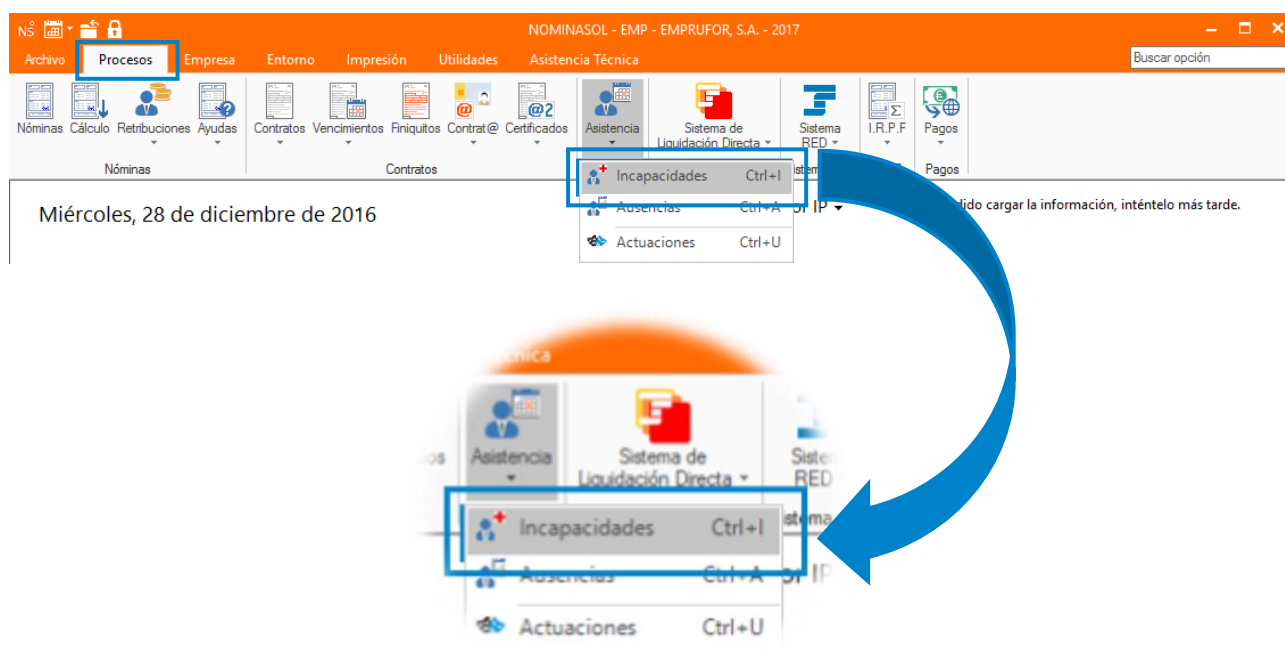 NS
NOMINASOL - EMP - EMPRUFOR, S.A. - 2017
Archivo Procesos Empresa Entorno Impresión Utilidades Asistencia Técnica
Buscar opción
Nóminas Cálculo Retribuciones Ayudas Contratos Vencimientos Finiquitos Contrat@ Certificados Asistencia Sistema de Liquidación Directa Sistema RED I.R.P.F Pagos
Nóminas Contratos Pagos
Incapacidades Ctrl+I
Ausencias Ctrl+A
Actuaciones Ctrl+U
Miércoles, 28 de diciembre de 2016
or IP
cargar la información, inténtelo más tarde.
Asistencia
Sistema de
Liquidación Directa
RED
Incapacidades Ctrl+I
Ausencias Ctrl+A
Actuaciones Ctrl+U